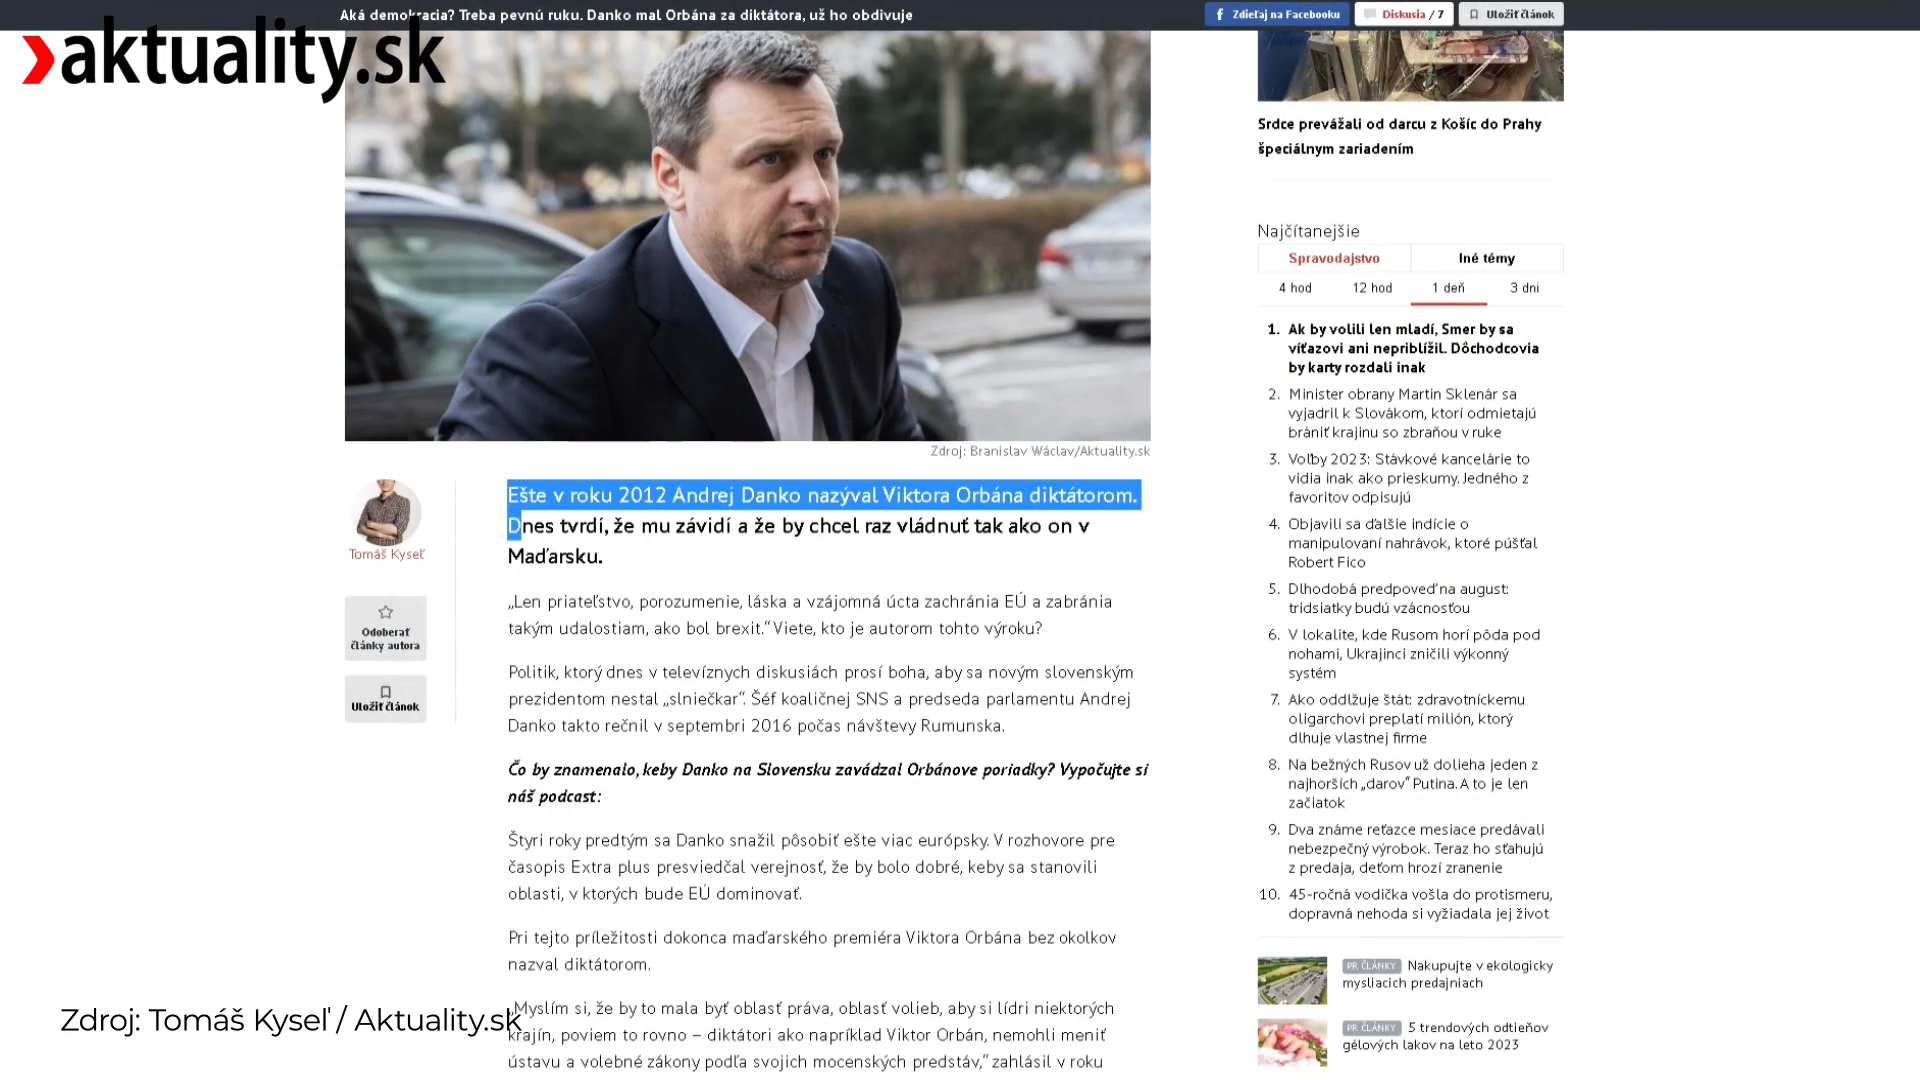 Aká demokracia? Treba pevnú ruku. Danko mal Orbána za diktátora, už ho obdivuje
Zdieľaj na Facebooku
Diskusia / 7
Uložiť článok
aktuality.sk
Zdroj: Branislav Wáclav/Aktuality.sk
Tomáš Kyseľ
Odoberať
články autora
Uložiť článok
Ešte v roku 2012 Andrej Danko nazýval Viktora Orbána diktátorom.
Dnes tvrdí, že mu závidí a že by chcel raz vládnuť tak ako on v
Maďarsku.
„Len priateľstvo, porozumenie, láska a vzájomná úcta zachránia EÚ a zabránia
takým udalostiam, ako bol brexit.“ Viete, kto je autorom tohto výroku?
Politik, ktorý dnes v televíznych diskusiách prosí boha, aby sa novým slovenským
prezidentom nestal „slniečkar“. Šéf koaličnej SNS a predseda parlamentu Andrej
Danko takto rečnil v septembri 2016 počas návštevy Rumunska.
Čo by znamenalo, keby Danko na Slovensku zavádzal Orbánove poriadky? Vypočujte si
náš podcast:
Štyri roky predtým sa Danko snažil pôsobiť ešte viac európsky. V rozhovore pre
časopis Extra plus presviedčal verejnosť, že by bolo dobré, keby sa stanovili
oblasti, v ktorých bude EÚ dominovať.
Pri tejto príležitosti dokonca maďarského premiéra Viktora Orbána bez okolkov
nazval diktátorom.
„Myslím si, že by to mala byť oblasť práva, oblasť volieb, aby si lídri niektorých
krajín, poviem to rovno – diktátori ako napríklad Viktor Orbán, nemohli meniť
ústavu a volebné zákony podľa svojich mocenských predstáv,“ zahlásil v roku
Zdroj: Tomáš Kyseľ / Aktuality.sk
Srdce prevážali od darcu z Košíc do Prahy
špeciálnym zariadením
Najčítanejšie
Spravodajstvo
Iné témy
4 hod 12 hod 1 deň 3 dni
1. Ak by volili len mladí, Smer by sa
víťazovi ani nepriblížil. Dôchodcovia
by karty rozdali inak
2. Minister obrany Martin Sklenár sa
vyjadril k Slovákom, ktorí odmietajú
brániť krajinu so zbraňou v ruke
3. Voľby 2023: Stávkové kancelárie to
vidia inak ako prieskumy. Jedného z
favoritov odpisujú
4. Objavili sa ďalšie indície o
manipulovaní nahrávok, ktoré púšťal
Robert Fico
5. Dlhodobá predpoveď na august:
tridsiatky budú vzácnosťou
6. V lokalite, kde Rusom horí pôda pod
nohami, Ukrajinci zničili výkonný
systém
7. Ako oddlžuje štát: zdravotníckemu
oligarchovi preplatí milión, ktorý
dlhuje vlastnej firme
8. Na bežných Rusov už dolieha jeden z
najhorších „darov“ Putina. A to je len
začiatok
9. Dva známe reťazce mesiace predávali
nebezpečný výrobok. Teraz ho sťahujú
z predaja, deťom hrozí zranenie
10. 45-ročná vodička vošla do protismeru,
dopravná nehoda si vyžiadala jej život
PR ČLÁNKY Nakupujte v ekologicky
mysliacich predajniach
PR ČLÁNKY 5 trendových odtieňov
gélových lakov na leto 2023